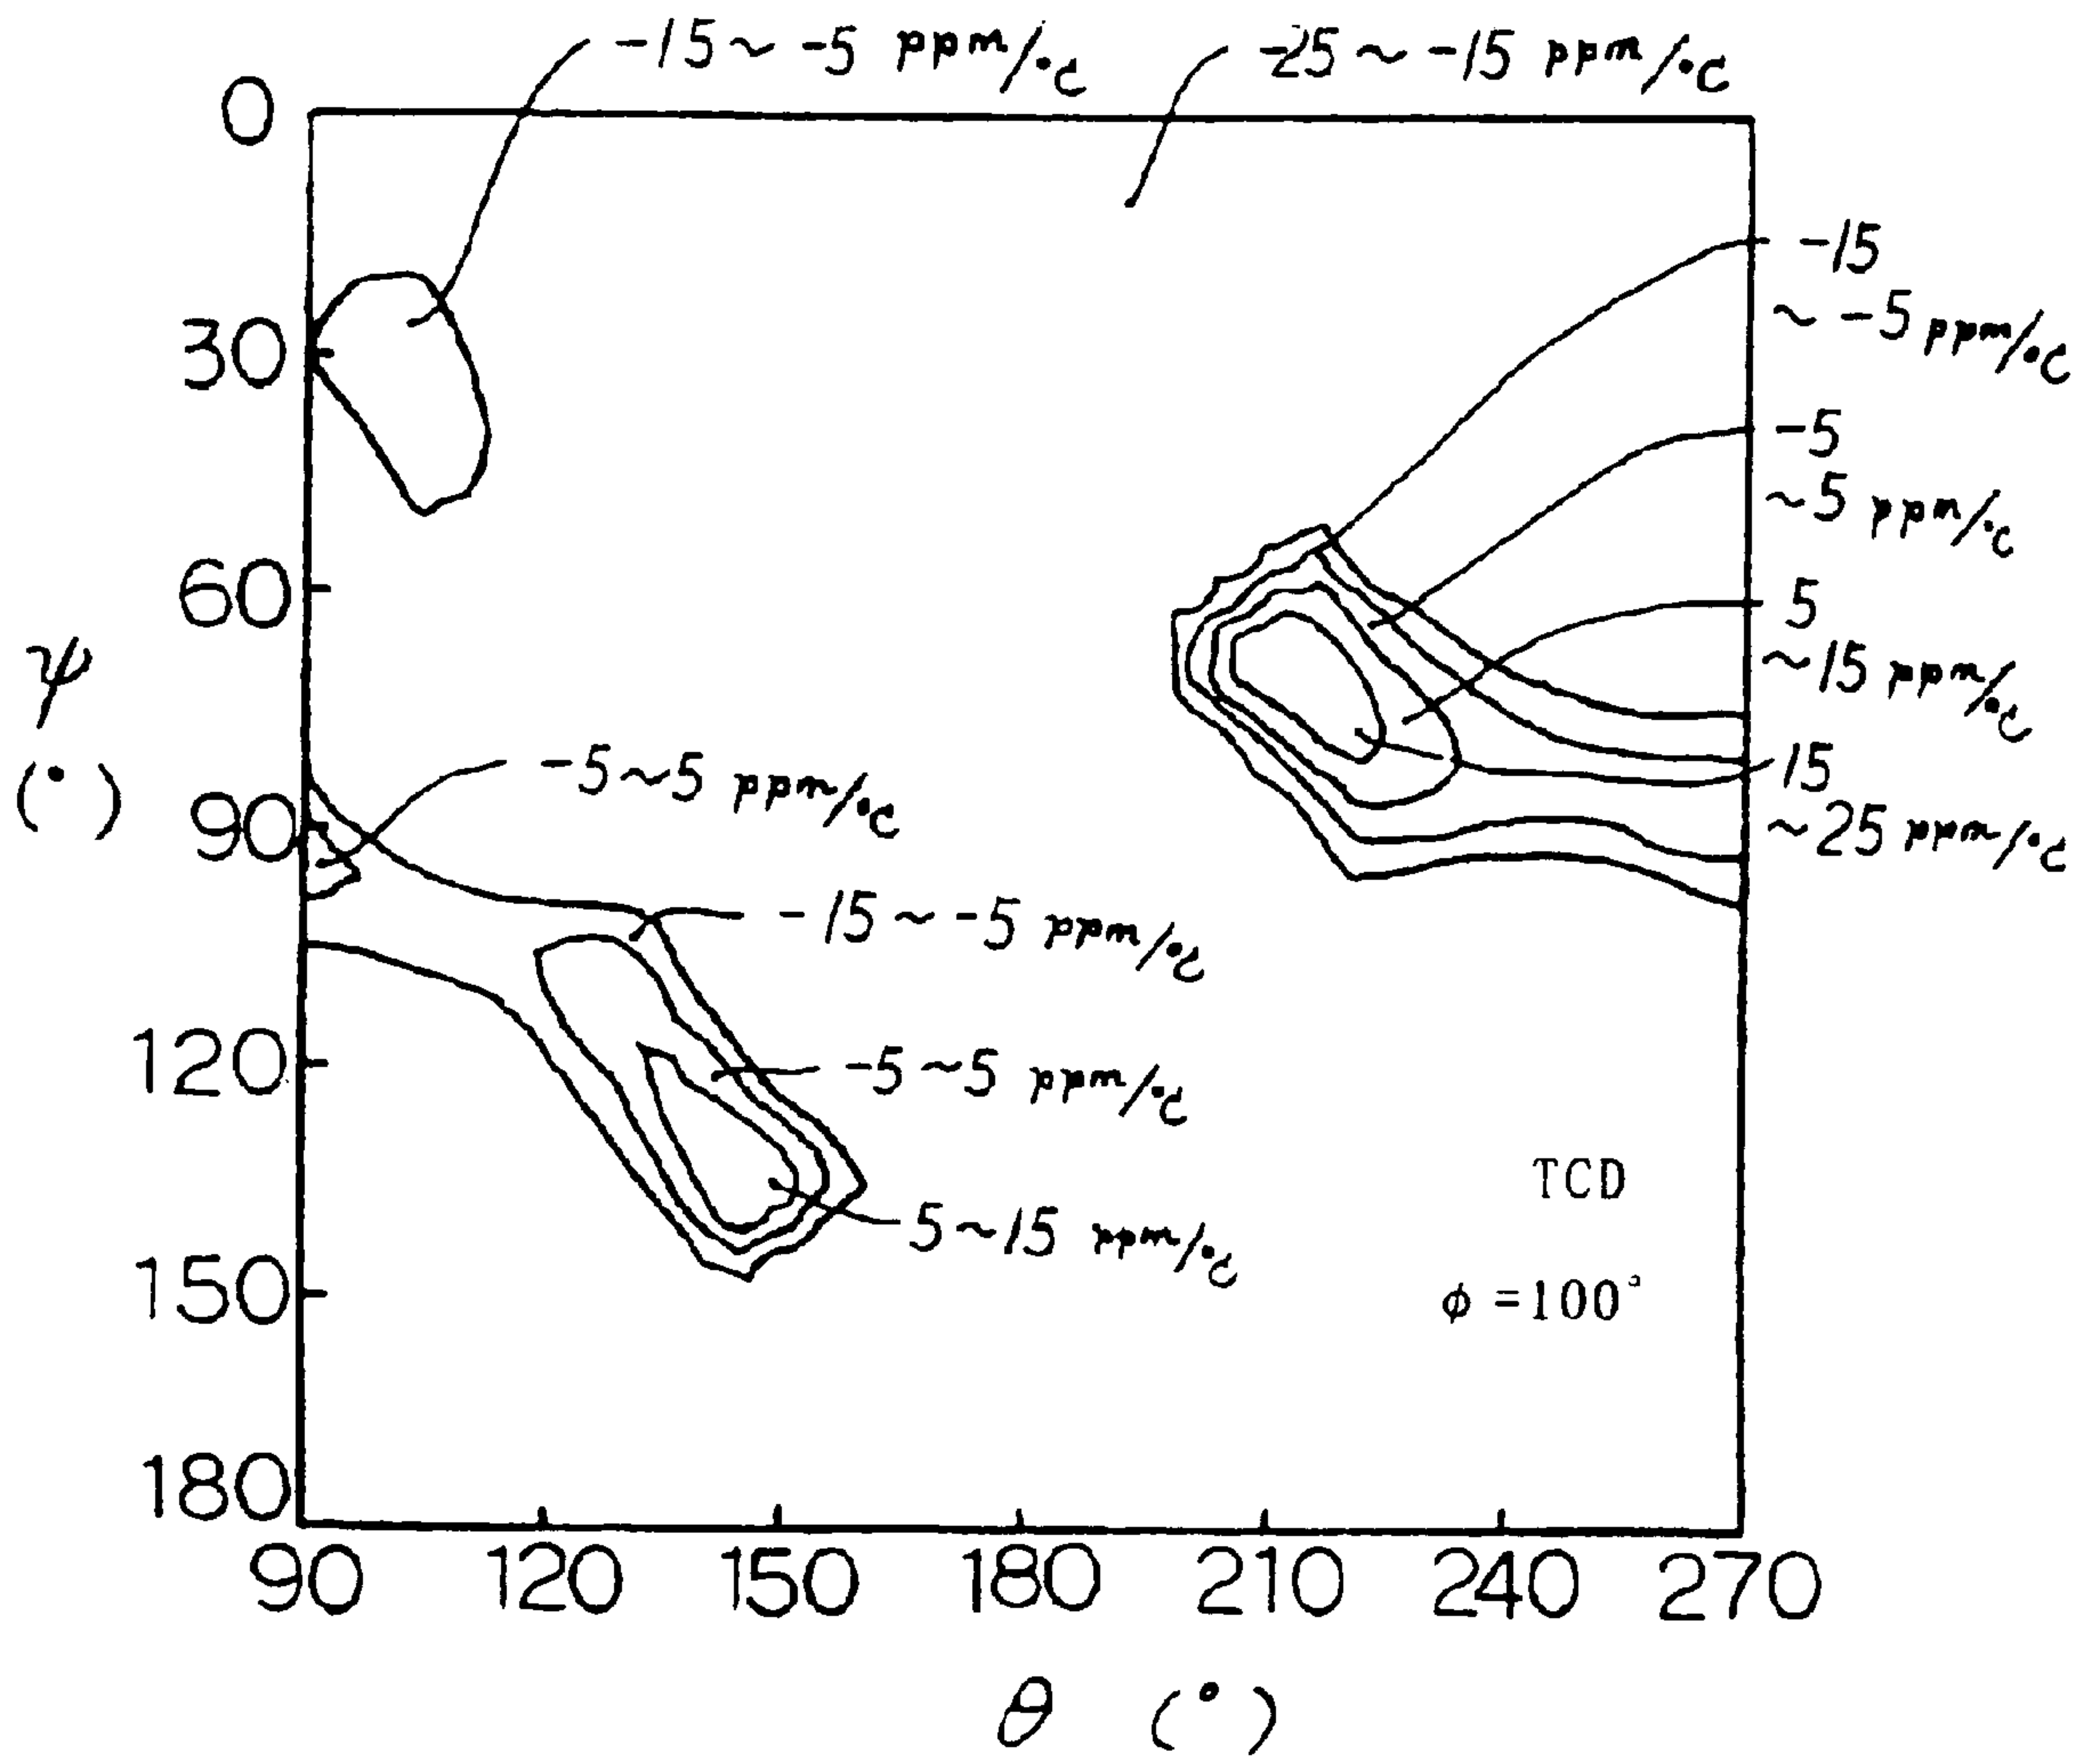 -15~ -5 ppm/°C
-25 ~ -15 ppm/°C
0
-15
~ -5 ppm/°C
30
-5
~5 ppm/°C
60
5
~15 ppm/°C
ψ
(°)
-5~5 ppm/°C
15
~25 ppm/°C
90
-15 ~ -5 ppm/°C
120
-5 ~5 ppm/°C
TCD
5~15 ppm/°C
150
φ =100°
180
90 120 150 180 210 240 270
θ (°)